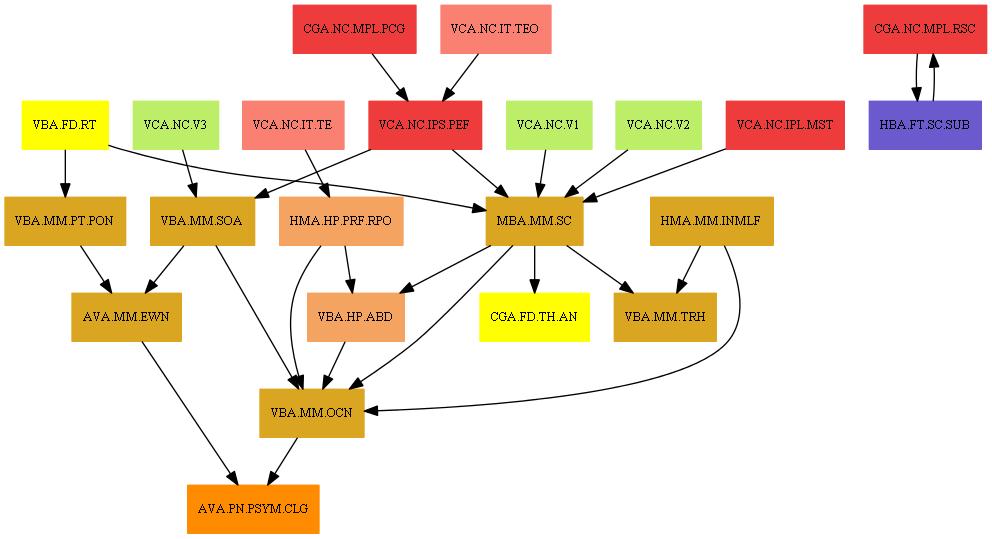 CGA.NC.MPL.PCG
VCA.NC.IT.TEO
CGA.NC.MPL.RSC
VBA.FD.RT
VCA.NC.V3
VCA.NC.IT.TE
VCA.NC.IPS.PEF
VCA.NC.V1
VCA.NC.V2
VCA.NC.IPL.MST
HBA.FT.SC.SUB
VBA.MM.PT.PON
VBA.MM.SOA
HMA.HP.PRF.RPO
MBA.MM.SC
HMA.MM.INMLF
AVA.MM.EWN
VBA.HP.ABD
CGA.FD.TH.AN
VBA.MM.TRH
VBA.MM.OCN
AVA.PN.PSYM.CLG